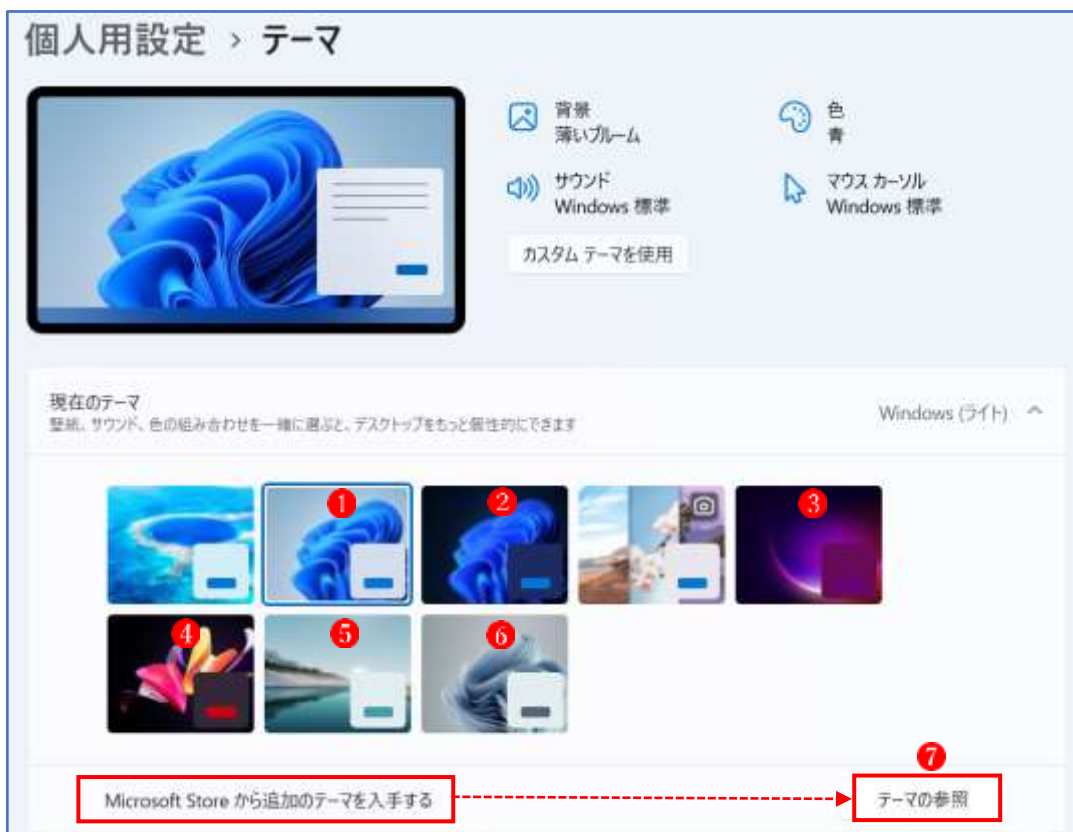 個人用設定 › テーマ
背景
薄いブルーム
色
青
サウンド
Windows 標準
マウス カーソル
Windows 標準
カスタム テーマを使用
現在のテーマ
壁紙、サウンド、色の組み合わせを一緒に選ぶと、デスクトップをもっと個性的にできます
Windows (ライト)
1
2
3
4
5
6
7
Microsoft Store から追加のテーマを入手する
テーマの参照